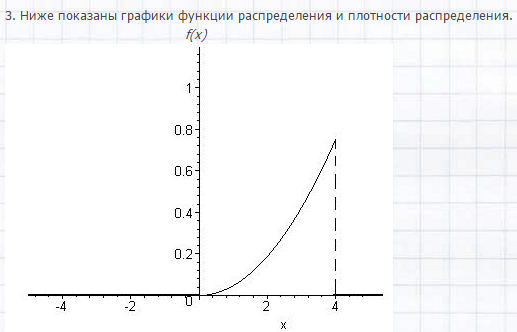 3. Ниже показаны графики функции распределения и плотности распределения.
f(x)
1
0.8
0.6
0.4
0.2
-4 -2 0 2 4
x